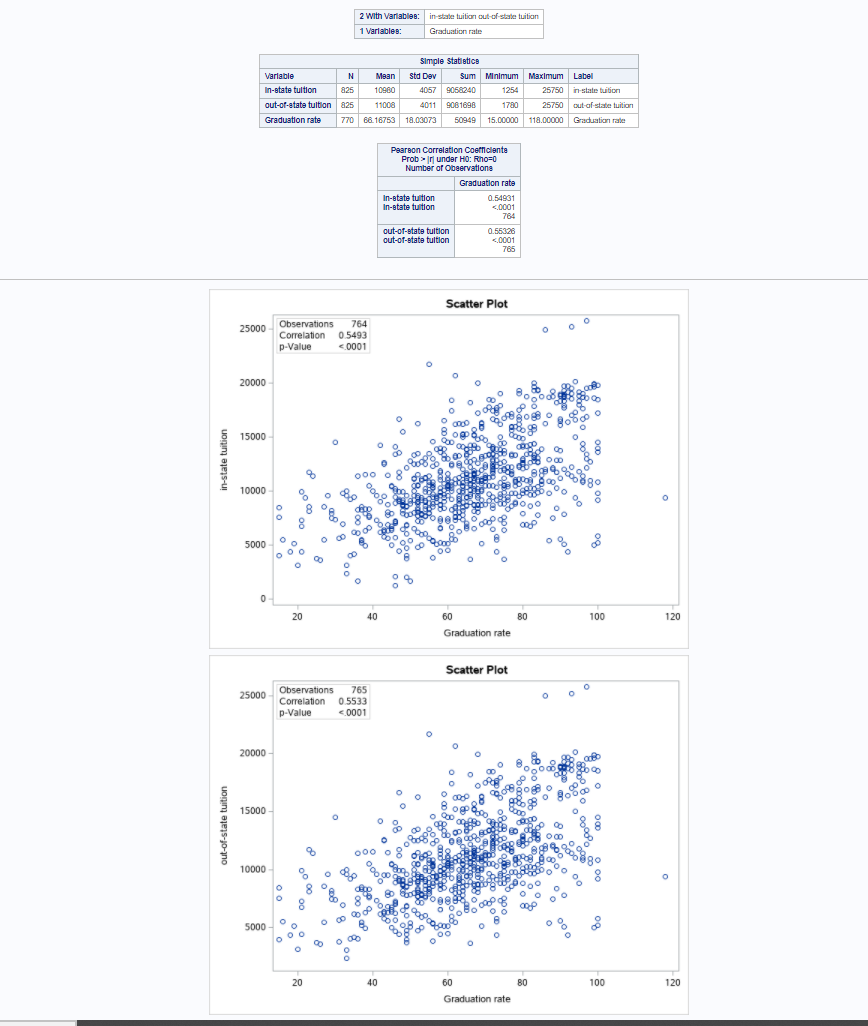 2 With Variables: in-state tuition out-of-state tuition
1 Variables: Graduation rate
Simple Statistics
Variable N Mean Std Dev Sum Minimum Maximum Label
in-state tuition 825 10980 4057 9058240 1254 25750 in-state tuition
out-of-state tuition 825 11008 4011 9081698 1780 25750 out-of-state tuition
Graduation rate 770 66.16753 18.03073 50949 15.00000 118.00000 Graduation rate
Pearson Correlation Coefficients
Prob > |r| under H0: Rho=0
Number of Observations
Graduation rate
in-state tuition 0.54931
in-state tuition <.0001
764
out-of-state tuition 0.55326
out-of-state tuition <.0001
765
Scatter Plot
Observations 764
Correlation 0.5493
p-Value <.0001
25000
20000
15000
10000
5000
0
in-state tuition
20 40 60 80 100 120
Graduation rate
Scatter Plot
Observations 765
Correlation 0.5533
p-Value <.0001
25000
20000
15000
10000
5000
out-of-state tuition
20 40 60 80 100 120
Graduation rate